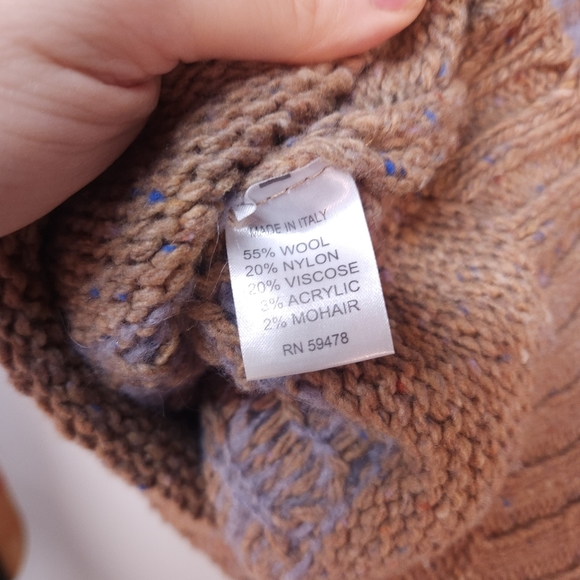 MADE IN ITALY
55% WOOL
20% NYLON
20% VISCOSE
3% ACRYLIC
2% MOHAIR
RN 59478